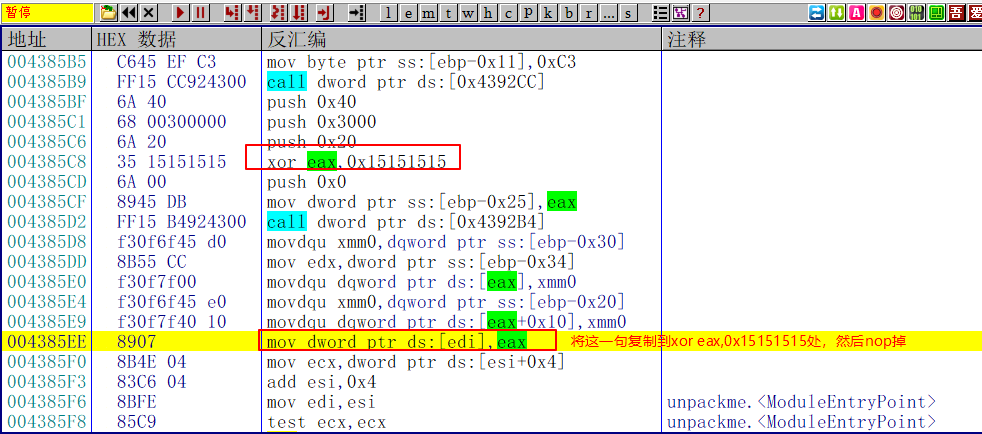 暂停
l e m t w h c p k b r ... s
?
吾 爱
地址 HEX 数据 反汇编 注释
004385B5 C645 EF C3 mov byte ptr ss:[ebp-0x11],0xC3
004385B9 FF15 CC924300 call dword ptr ds:[0x4392CC]
004385BF 6A 40 push 0x40
004385C1 68 00300000 push 0x3000
004385C6 6A 20 push 0x20
004385C8 35 15151515 xor eax,0x15151515
004385CD 6A 00 push 0x0
004385CF 8945 DB mov dword ptr ss:[ebp-0x25],eax
004385D2 FF15 B4924300 call dword ptr ds:[0x4392B4]
004385D8 f30f6f45 d0 movdqu xmm0,dqword ptr ss:[ebp-0x30]
004385DD 8B55 CC mov edx,dword ptr ss:[ebp-0x34]
004385E0 f30f7f00 movdqu dqword ptr ds:[eax],xmm0
004385E4 f30f6f45 e0 movdqu xmm0,dqword ptr ss:[ebp-0x20]
004385E9 f30f7f40 10 movdqu dqword ptr ds:[eax+0x10],xmm0
004385EE 8907 mov dword ptr ds:[edi],eax 将这一句复制到xor eax,0x15151515处，然后nop掉
004385F0 8B4E 04 mov ecx,dword ptr ds:[esi+0x4]
004385F3 83C6 04 add esi,0x4
004385F6 8BFE mov edi,esi unpackme.<ModuleEntryPoint>
004385F8 85C9 test ecx,ecx unpackme.<ModuleEntryPoint>